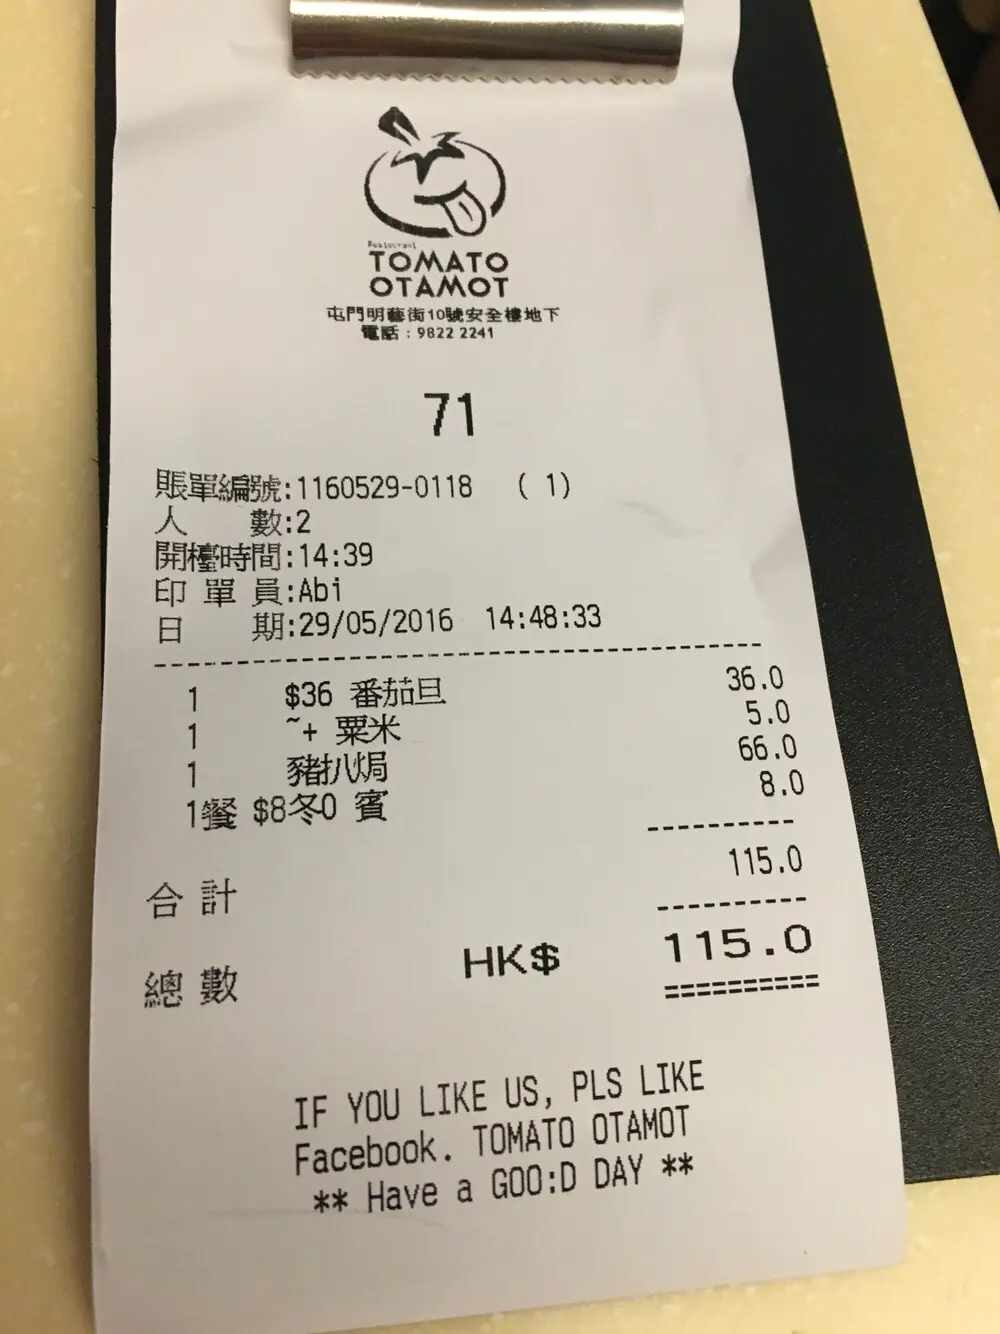 Restaurant
TOMATO
OTAMOT
屯門明藝街10號安全樓地下
電話：9822 2241
71
賬單編號:1160529-0118 ( 1)
人 數:2
開檯時間:14:39
印 單 員:Abi
日 期:29/05/2016 14:48:33
1 $36 番茄旦 36.0
1 ~+ 粟米 5.0
1 豬扒焗 66.0
1餐 $8冬0 賓 8.0
115.0
合 計
總 數 HK$ 115.0
IF YOU LIKE US, PLS LIKE
Facebook. TOMATO OTAMOT
** Have a GOO:D DAY **